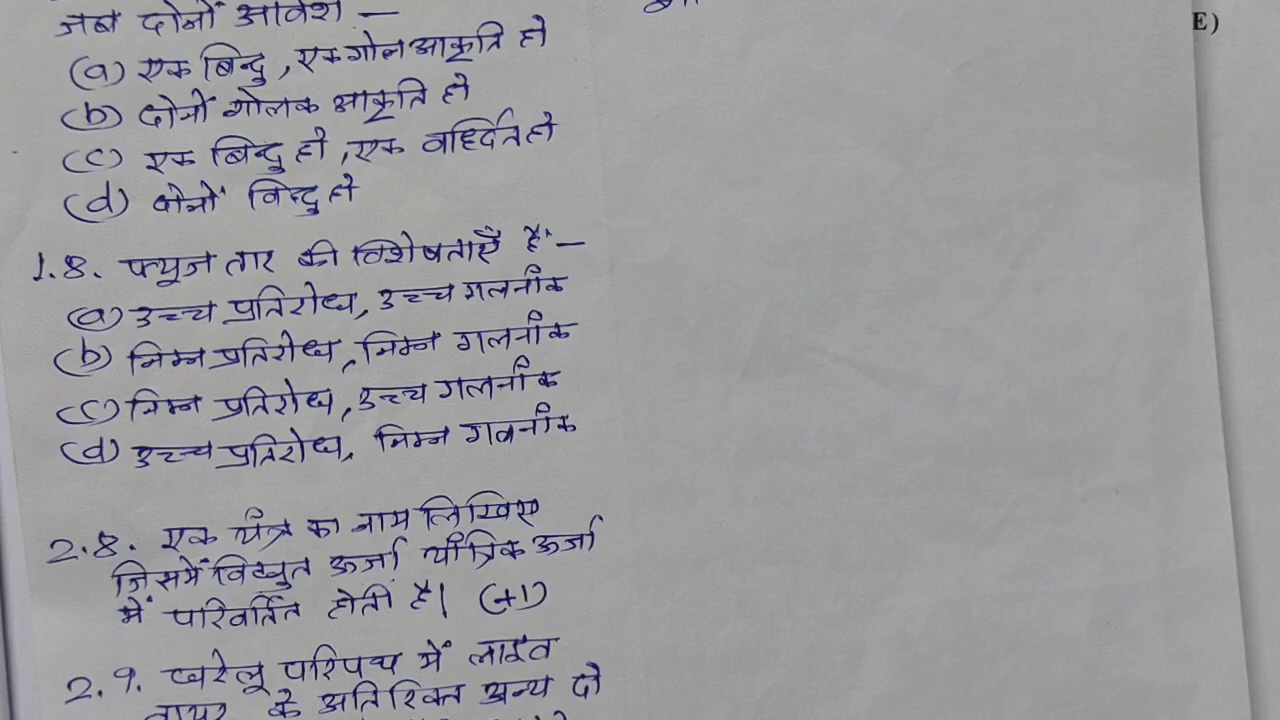 जब दोनों आवेश —
E)
(a) एक बिन्दु, एक गोल आकृति हो
(b) दोनों गोलक आकृति हो
(c) एक बिन्दु हो, एक
(d) दोनों बिन्दु हो
1.8. फ्यूज तार की विशेषताएँ हैं —
(a) उच्च प्रतिरोध, उच्च गलनांक
(b) निम्न प्रतिरोध, निम्न गलनांक
(c) निम्न प्रतिरोध, उच्च गलनांक
(d) उच्च प्रतिरोध, निम्न गलनांक
2.8. एक यंत्र का नाम लिखिए
जिसमें विद्युत ऊर्जा यांत्रिक ऊर्जा
में परिवर्तित होती है। (+1)
2.9. घरेलू परिपथ में लाइव
वायर के अतिरिक्त अन्य दो